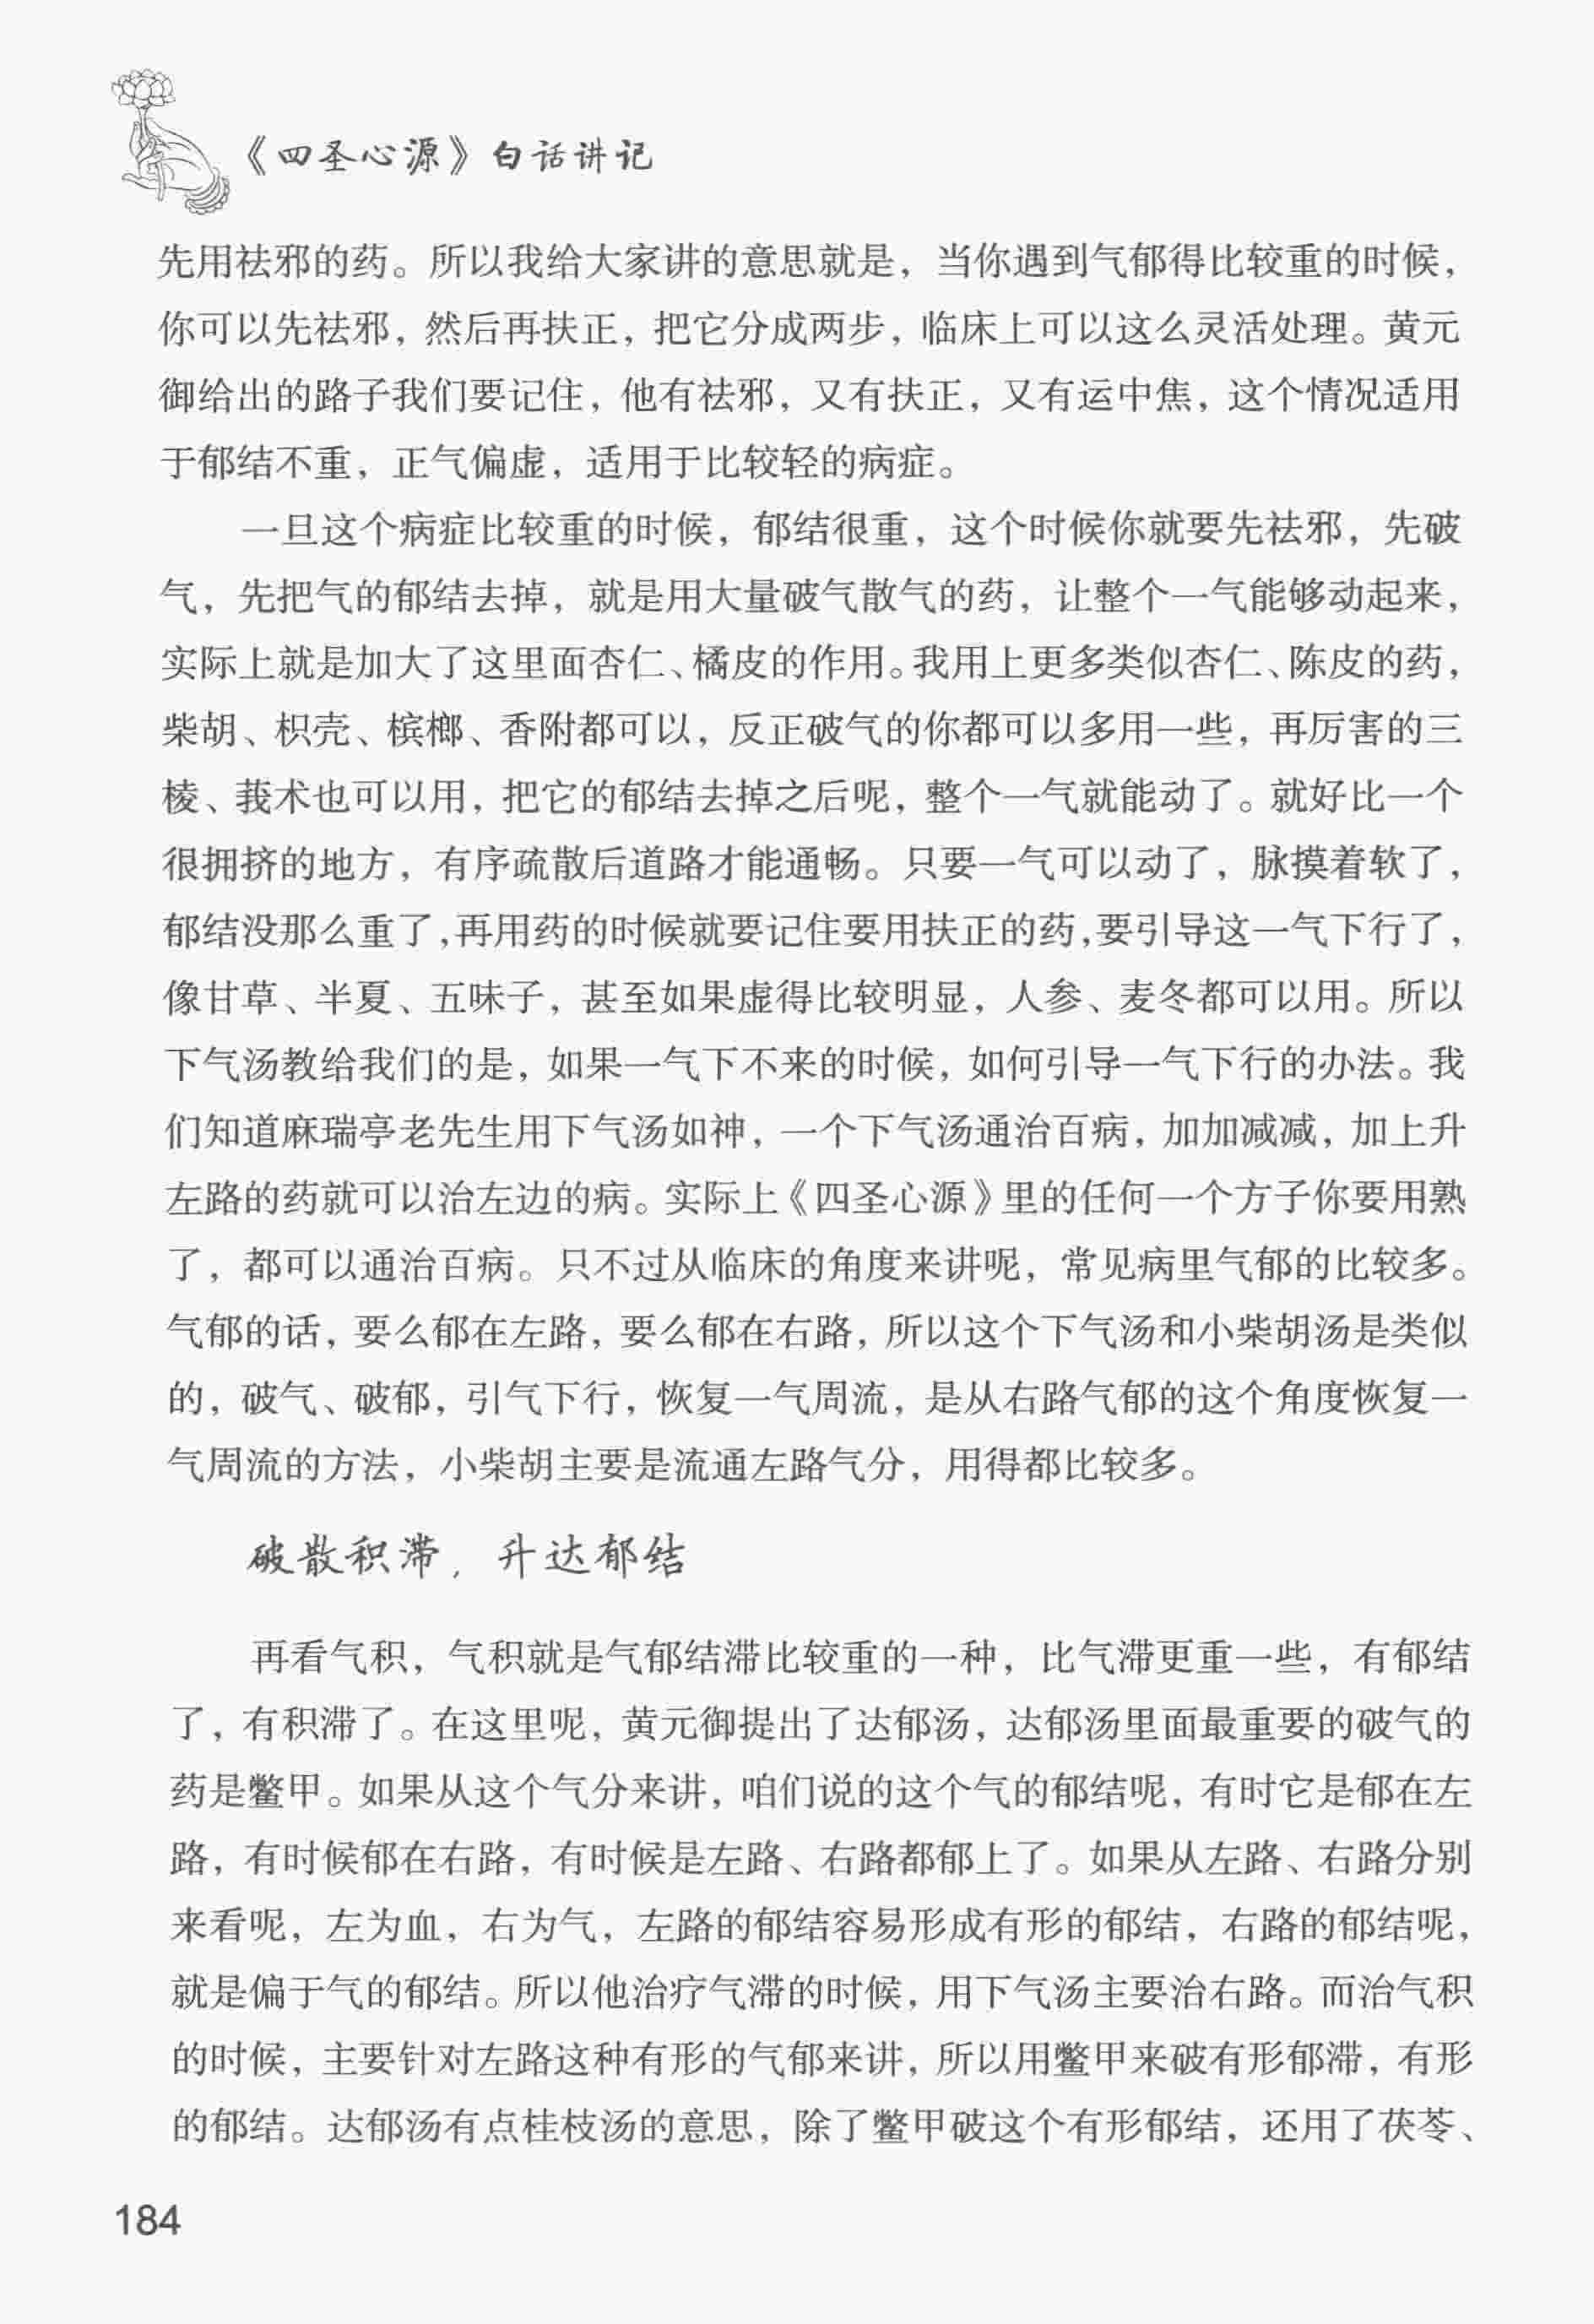 《四圣心源》白话讲记
先用祛邪的药。所以我给大家讲的意思就是，当你遇到气郁得比较重的时候，
你可以先祛邪，然后再扶正，把它分成两步，临床上可以这么灵活处理。黄元
御给出的路子我们要记住，他有祛邪，又有扶正，又有运中焦，这个情况适用
于郁结不重，正气偏虚，适用于比较轻的病症。
一旦这个病症比较重的时候，郁结很重，这个时候你就要先祛邪，先破
气，先把气的郁结去掉，就是用大量破气散气的药，让整个一气能够动起来，
实际上就是加大了这里面杏仁、橘皮的作用。我用上更多类似杏仁、陈皮的药，
柴胡、枳壳、槟榔、香附都可以，反正破气的你都可以多用一些，再厉害的三
棱、莪术也可以用，把它的郁结去掉之后呢，整个一气就能动了。就好比一个
很拥挤的地方，有序疏散后道路才能通畅。只要一气可以动了，脉摸着软了，
郁结没那么重了，再用药的时候就要记住要用扶正的药，要引导这一气下行了，
像甘草、半夏、五味子，甚至如果虚得比较明显，人参、麦冬都可以用。所以
下气汤教给我们的是，如果一气下不来的时候，如何引导一气下行的办法。我
们知道麻瑞亭老先生用下气汤如神，一个下气汤通治百病，加加减减，加上升
左路的药就可以治左边的病。实际上《四圣心源》里的任何一个方子你要用熟
了，都可以通治百病。只不过从临床的角度来讲呢，常见病里气郁的比较多。
气郁的话，要么郁在左路，要么郁在右路，所以这个下气汤和小柴胡汤是类似
的，破气、破郁，引气下行，恢复一气周流，是从右路气郁的这个角度恢复一
气周流的方法，小柴胡主要是流通左路气分，用得都比较多。
破散积滞，升达郁结
再看气积，气积就是气郁结滞比较重的一种，比气滞更重一些，有郁结
了，有积滞了。在这里呢，黄元御提出了达郁汤，达郁汤里面最重要的破气的
药是鳖甲。如果从这个气分来讲，咱们说的这个气的郁结呢，有时它是郁在左
路，有时候郁在右路，有时候是左路、右路都郁上了。如果从左路、右路分别
来看呢，左为血，右为气，左路的郁结容易形成有形的郁结，右路的郁结呢，
就是偏于气的郁结。所以他治疗气滞的时候，用下气汤主要治右路。而治气积
的时候，主要针对左路这种有形的气郁来讲，所以用鳖甲来破有形郁滞，有形
的郁结。达郁汤有点桂枝汤的意思，除了鳖甲破这个有形郁结，还用了茯苓、
184